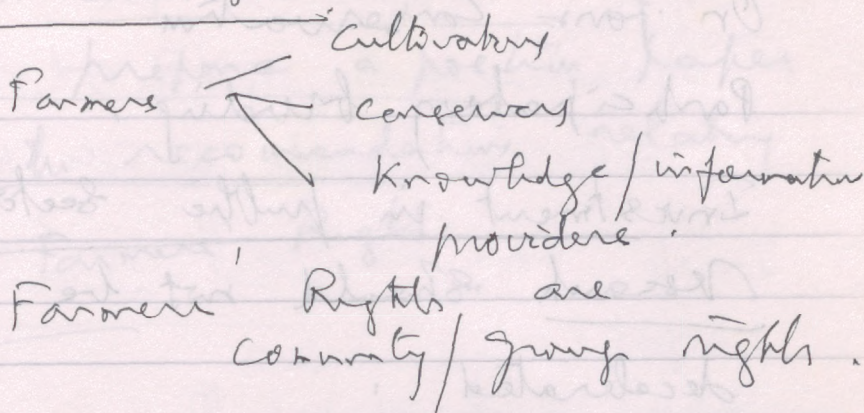 Cultivators
Farmers
Conservers
Knowledge/information
providers.
Farmers' Rights are
Community/group rights.